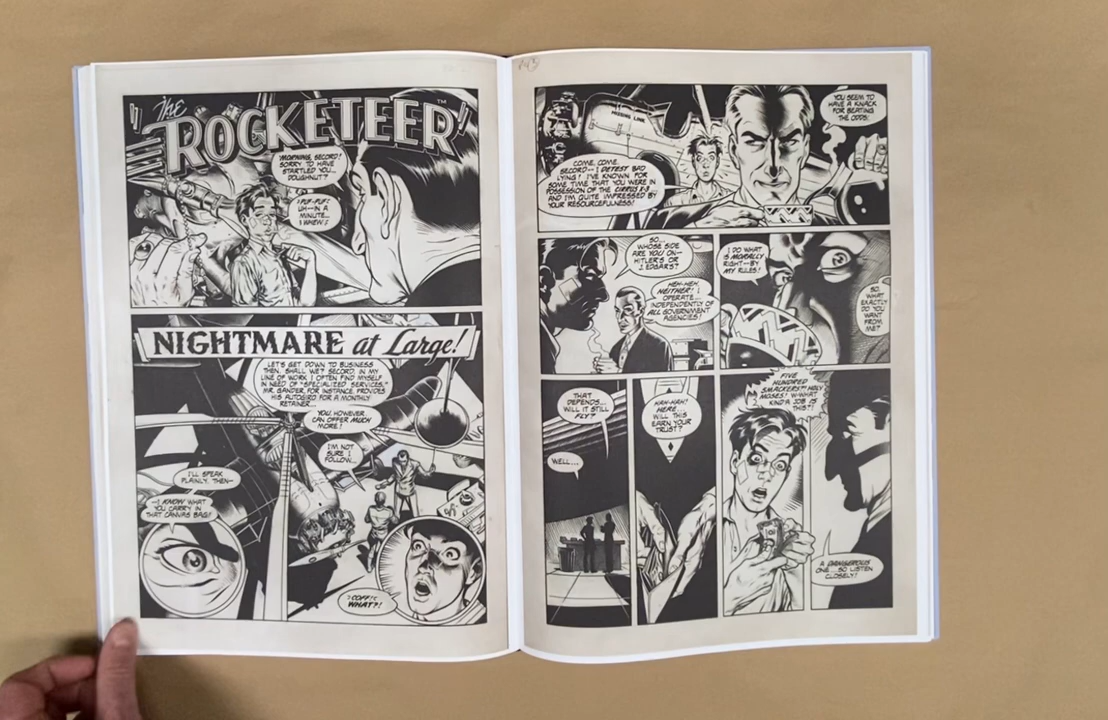 "The
ROCKETEER"
TM
MORNING, SECORD!
SORRY TO HAVE
STARTLED YOU...
DOUGHNUT?
: PUF-PUF :
UH--IN A
MINUTE...
: WHEW :
NIGHTMARE at Large!
LET'S GET DOWN TO BUSINESS
THEN, SHALL WE? SECORD, IN MY
LINE OF WORK I OFTEN FIND MYSELF
IN NEED OF "SPECIALIZED SERVICES."
MR. GANDER, FOR INSTANCE, PROVIDES
HIS AUTOGIRO FOR A MONTHLY
RETAINER...
YOU, HOWEVER,
CAN OFFER MUCH
MORE!
I'M NOT
SURE I
FOLLOW...
I'LL SPEAK
PLAINLY, THEN--
--I KNOW WHAT
YOU CARRY IN
THAT CANVAS BAG!
: COFF! :
WHAT?!
YOU SEEM TO
HAVE A KNACK
FOR BEATING
THE ODDS!
MISSING LINK
COME, COME,
SECORD-- I DETEST BAD
LYING! I'VE KNOWN FOR
SOME TIME THAT YOU WERE IN
POSSESSION OF THE CIRRUS X-3...
AND I'M QUITE IMPRESSED BY
YOUR RESOURCEFULNESS!
SO...
WHOSE SIDE
ARE YOU ON--
HITLER'S OR
J. EDGAR'S?
HEH-HEH,
NEITHER! I
OPERATE
INDEPENDENTLY OF
ALL GOVERNMENT
AGENCIES!
I DO WHAT
IS MORALLY
RIGHT--BY
MY RULES!
SO,
WHAT
EXACTLY
DO YOU
WANT
FROM
ME?
THAT
DEPENDS...
WILL IT STILL
FLY?
WELL...
HAH-HAH!
HERE...
WILL THIS
EARN YOUR
TRUST?
FIVE
HUNDRED
SMACKERS?! HOLY
MOSES! W-WHAT
KIND'A JOB IS
THIS?!
A DANGEROUS
ONE...SO LISTEN
CLOSELY!